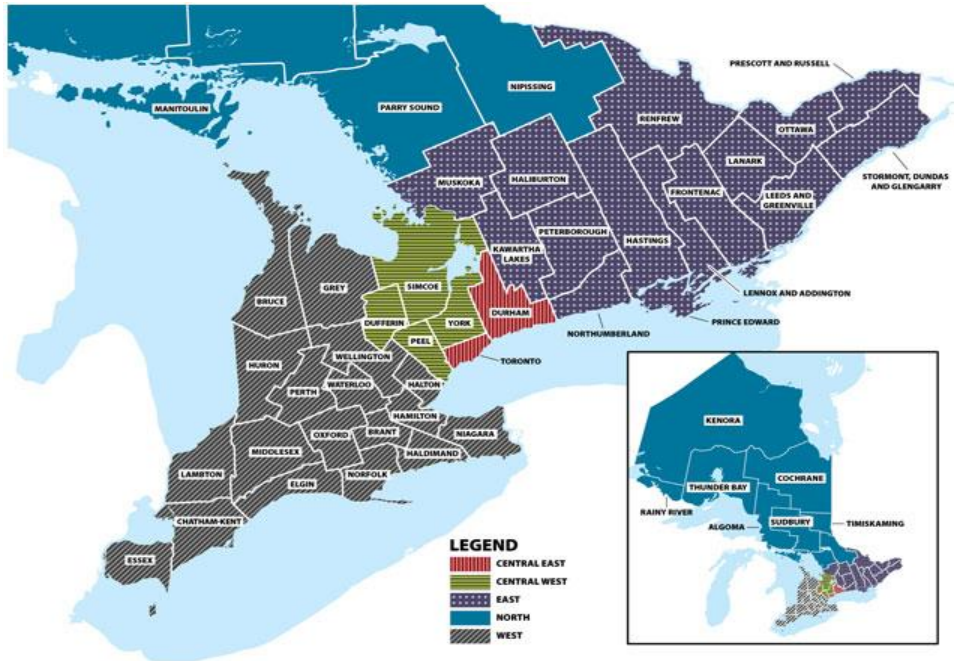 PRESCOTT AND RUSSELL
NIPISSING
MANITOULIN
PARRY SOUND
RENFREW
OTTAWA
LANARK
STORMONT, DUNDAS
AND GLENGARRY
MUSKOKA
HALIBURTON
FRONTENAC
LEEDS AND
GREENVILLE
PETERBOROUGH
HASTINGS
KAWARTHA
LAKES
LENNOX AND ADDINGTON
GREY
SIMCOE
BRUCE
DURHAM
PRINCE EDWARD
DUFFERIN
YORK
NORTHUMBERLAND
PEEL
TORONTO
WELLINGTON
HURON
WATERLOO
HALTON
PERTH
HAMILTON
OXFORD
BRANT
NIAGARA
MIDDLESEX
HALDIMAND
LAMBTON
NORFOLK
ELGIN
CHATHAM-KENT
ESSEX
LEGEND
CENTRAL EAST
CENTRAL WEST
EAST
NORTH
WEST
KENORA
COCHRANE
THUNDER BAY
RAINY RIVER
SUDBURY
ALGOMA
TIMISKAMING